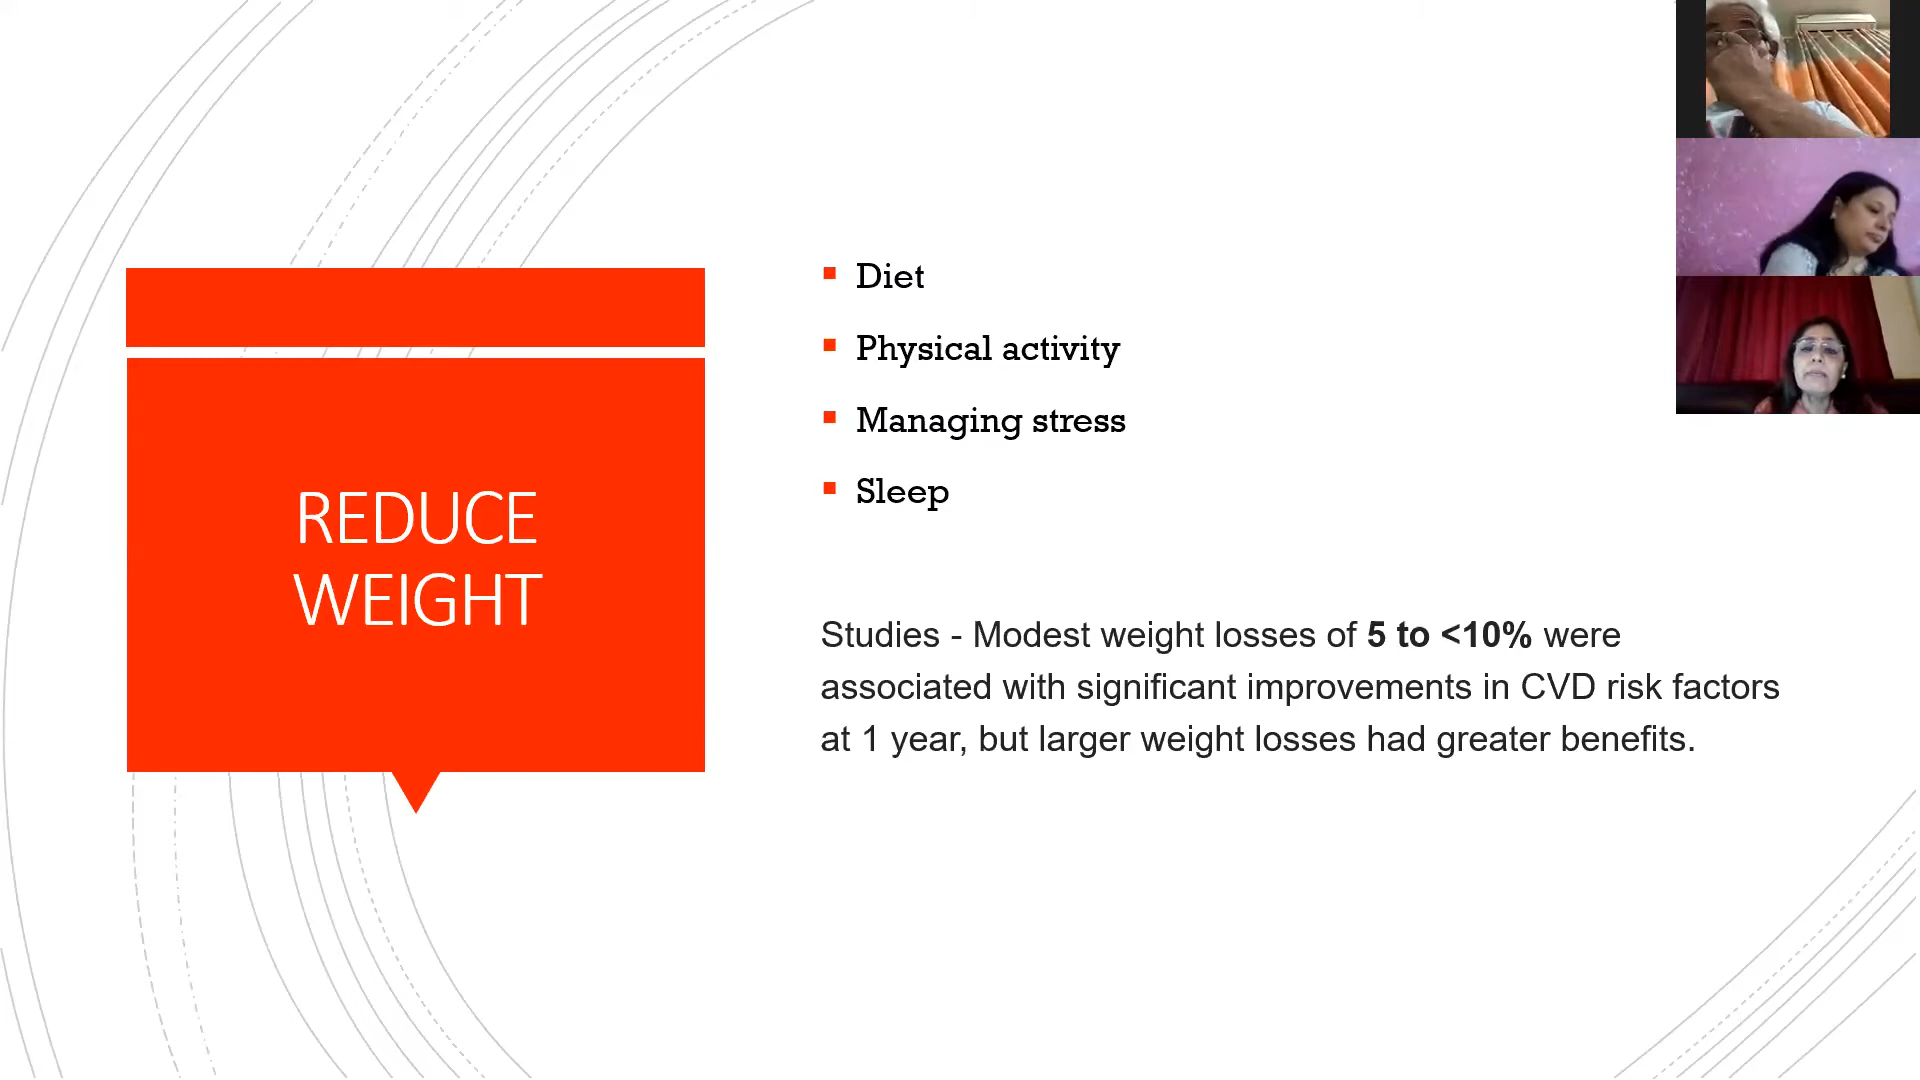 REDUCE
WEIGHT
Diet
Physical activity
Managing stress
Sleep
Studies - Modest weight losses of 5 to <10% were
associated with significant improvements in CVD risk factors
at 1 year, but larger weight losses had greater benefits.